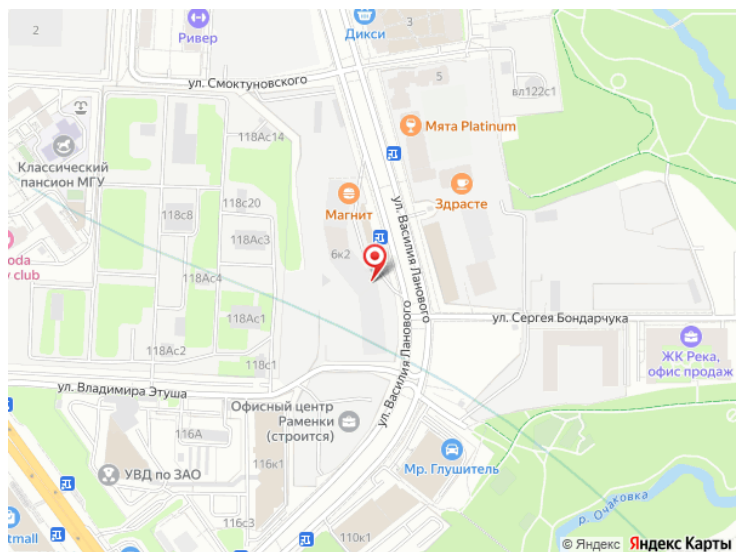 2
Ривер
Дикси
3
5
вл122с1
ул. Смоктуновского
Мята Platinum
118Ас14
Классический
пансион МГУ
118с20
118с8
Магнит
Здрасте
118Ас3
6к2
ул. Василия Ланового
oda
y club
118Ас4
118Ас1
ул. Сергея Бондарчука
118Ас2
118с1
ЖК Река,
офис продаж
ул. Василия Ланового
ул. Владимира Этуша
Офисный центр
Раменки
(строится)
116А
УВД по ЗАО
116к1
Мр. Глушитель
р. Очаковка
116с3
110к1
tmall
© Яндекс Яндекс Карты